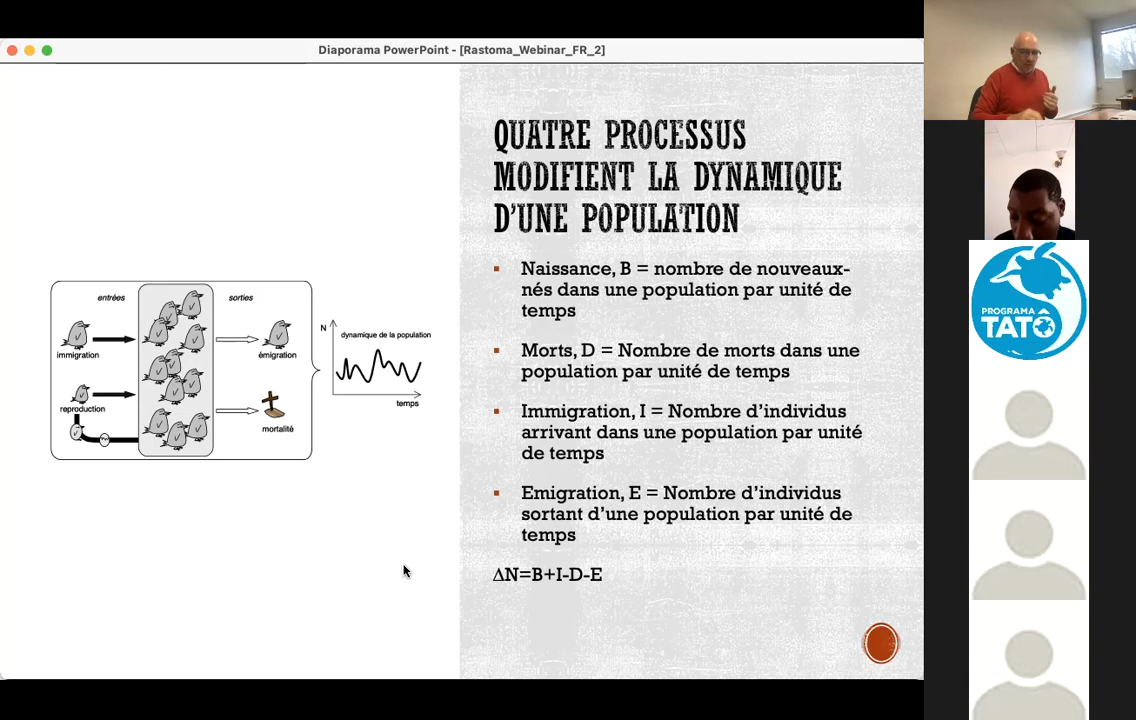 Diaporama PowerPoint - [Rastoma_Webinar_FR_2]
QUATRE PROCESSUS
MODIFIENT LA DYNAMIQUE
D'UNE POPULATION
Naissance, B = nombre de nouveaux-
nés dans une population par unité de
temps
Morts, D = Nombre de morts dans une
population par unité de temps
Immigration, I = Nombre d'individus
arrivant dans une population par unité
de temps
Emigration, E = Nombre d'individus
sortant d'une population par unité de
temps
∆N=B+I-D-E
entrées
sorties
immigration
émigration
reproduction
mortalité
N
dynamique de la population
temps
PROGRAMA
TATÔ